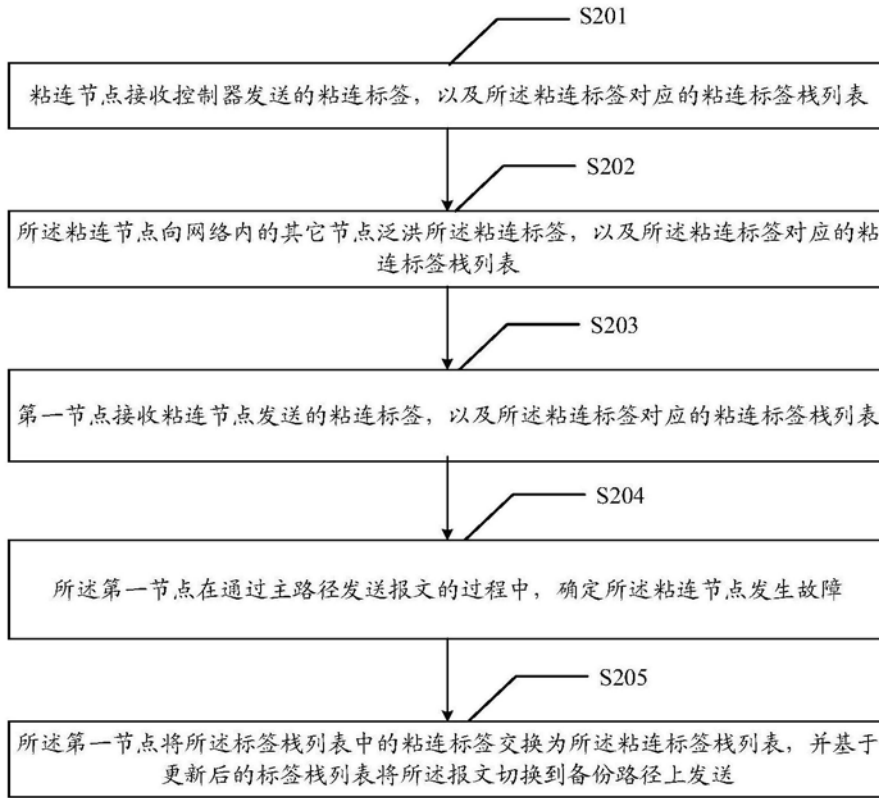 S201
粘连节点接收控制器发送的粘连标签，以及所述粘连标签对应的粘连标签栈列表
S202
所述粘连节点向网络内的其它节点泛洪所述粘连标签，以及所述粘连标签对应的粘
连标签栈列表
S203
第一节点接收粘连节点发送的粘连标签，以及所述粘连标签对应的粘连标签栈列表
S204
所述第一节点在通过主路径发送报文的过程中，确定所述粘连节点发生故障
S205
所述第一节点将所述标签栈列表中的粘连标签交换为所述粘连标签栈列表，并基于
更新后的标签栈列表将所述报文切换到备份路径上发送